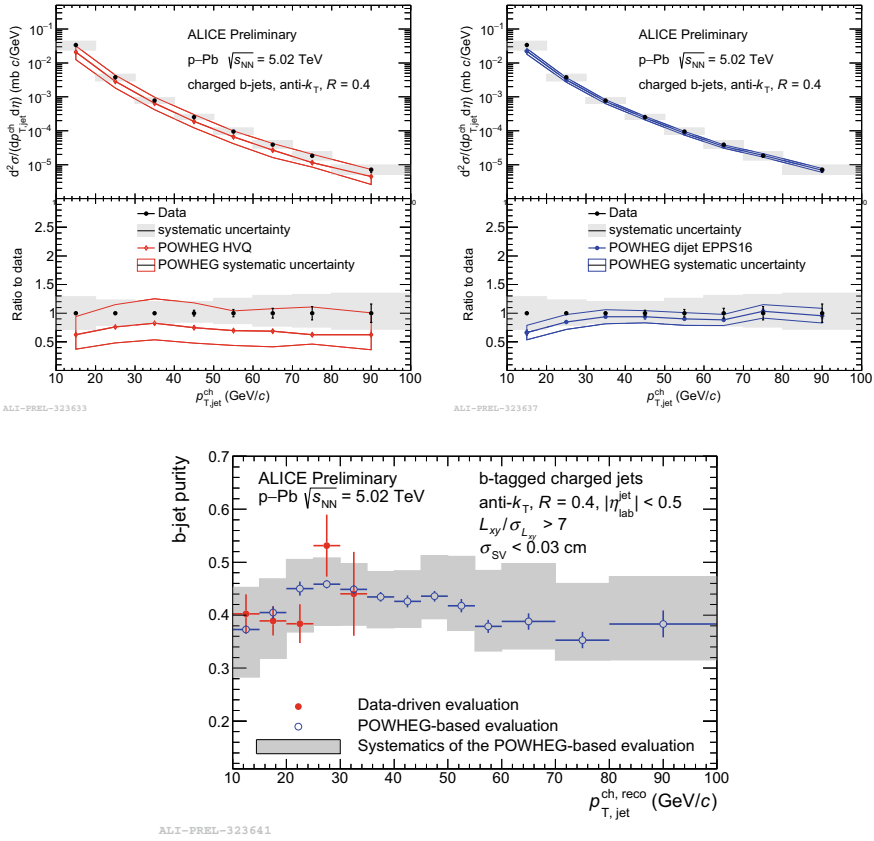 ALICE Preliminary
p–Pb √sNN = 5.02 TeV
charged b-jets, anti-kT, R = 0.4
d²σ/(dp^ch_T,jet dη) (mb c/GeV)
10⁻¹
10⁻²
10⁻³
10⁻⁴
10⁻⁵
Data
systematic uncertainty
POWHEG HVQ
POWHEG systematic uncertainty
Ratio to data
2.5
2
1.5
1
0.5
10 20 30 40 50 60 70 80 90 100
p^ch_T,jet (GeV/c)
ALI-PREL-323633
ALICE Preliminary
p–Pb √sNN = 5.02 TeV
charged b-jets, anti-kT, R = 0.4
d²σ/(dp^ch_T,jet dη) (mb c/GeV)
10⁻¹
10⁻²
10⁻³
10⁻⁴
10⁻⁵
Data
systematic uncertainty
POWHEG dijet EPPS16
POWHEG systematic uncertainty
Ratio to data
2.5
2
1.5
1
0.5
10 20 30 40 50 60 70 80 90 100
p^ch_T,jet (GeV/c)
ALI-PREL-323637
b-jet purity
0.7
0.6
0.5
0.4
0.3
0.2
ALICE Preliminary
p–Pb √sNN = 5.02 TeV
b-tagged charged jets
anti-kT, R = 0.4, |η^jet_lab| < 0.5
Lxy/σLxy > 7
σSV < 0.03 cm
Data-driven evaluation
POWHEG-based evaluation
Systematics of the POWHEG-based evaluation
10 20 30 40 50 60 70 80 90 100
p^ch, reco_T, jet (GeV/c)
ALI-PREL-323641